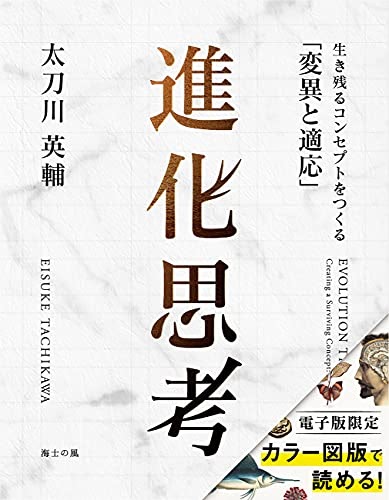 生き残るコンセプトをつくる
「変異と適応」
進化思考
太刀川 英輔
EISUKE TACHIKAWA
EVOLUTION
Creating a Surviving Concept
海士の風
電子版限定
カラー図版で
読める!